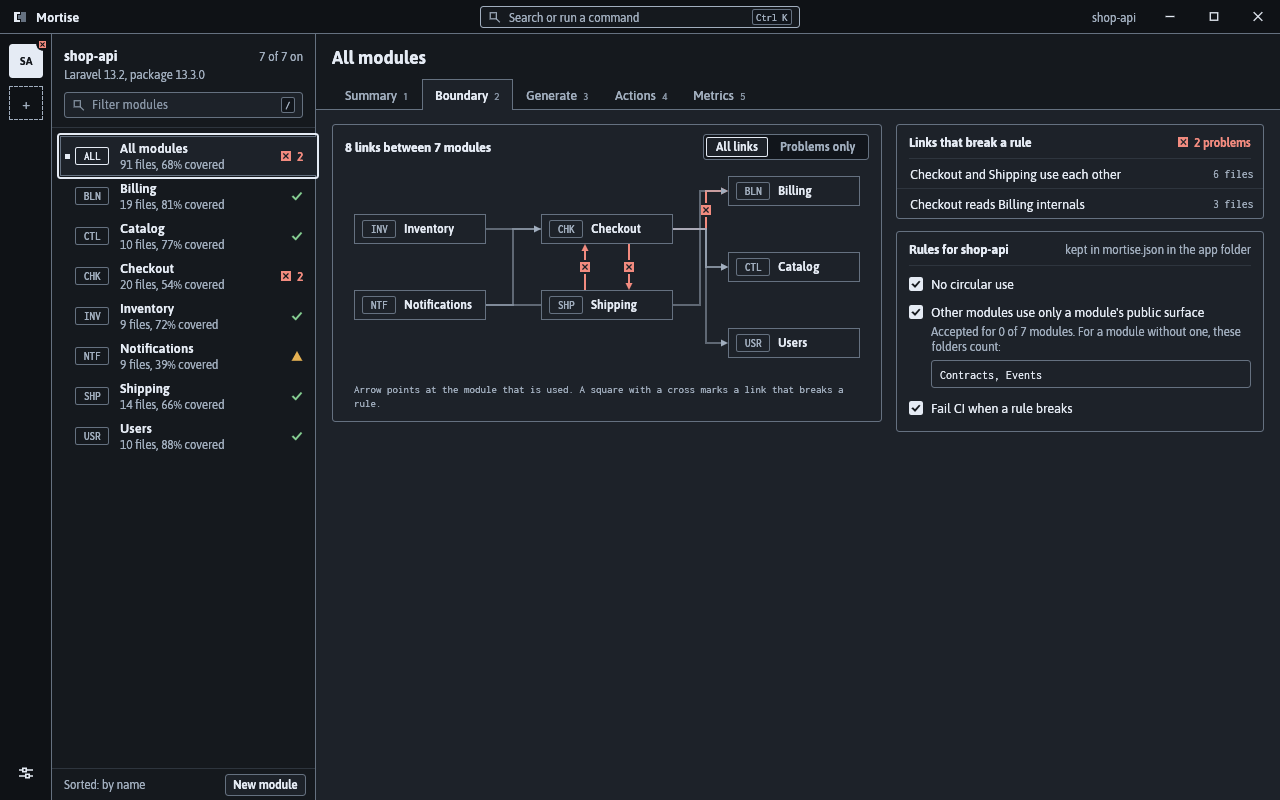 Mortise
Search or run a command
Ctrl K
shop-api
SA
+
shop-api
7 of 7 on
Laravel 13.2, package 13.3.0
Filter modules
/
ALL
All modules
91 files, 68% covered
2
BLN
Billing
19 files, 81% covered
CTL
Catalog
10 files, 77% covered
CHK
Checkout
20 files, 54% covered
2
INV
Inventory
9 files, 72% covered
NTF
Notifications
9 files, 39% covered
SHP
Shipping
14 files, 66% covered
USR
Users
10 files, 88% covered
Sorted: by name
New module
All modules
Summary 1
Boundary 2
Generate 3
Actions 4
Metrics 5
8 links between 7 modules
All links
Problems only
BLN Billing
INV Inventory
CHK Checkout
CTL Catalog
NTF Notifications
SHP Shipping
USR Users
Arrow points at the module that is used. A square with a cross marks a link that breaks a
rule.
Links that break a rule
2 problems
Checkout and Shipping use each other
6 files
Checkout reads Billing internals
3 files
Rules for shop-api
kept in mortise.json in the app folder
No circular use
Other modules use only a module's public surface
Accepted for 0 of 7 modules. For a module without one, these
folders count:
Contracts, Events
Fail CI when a rule breaks